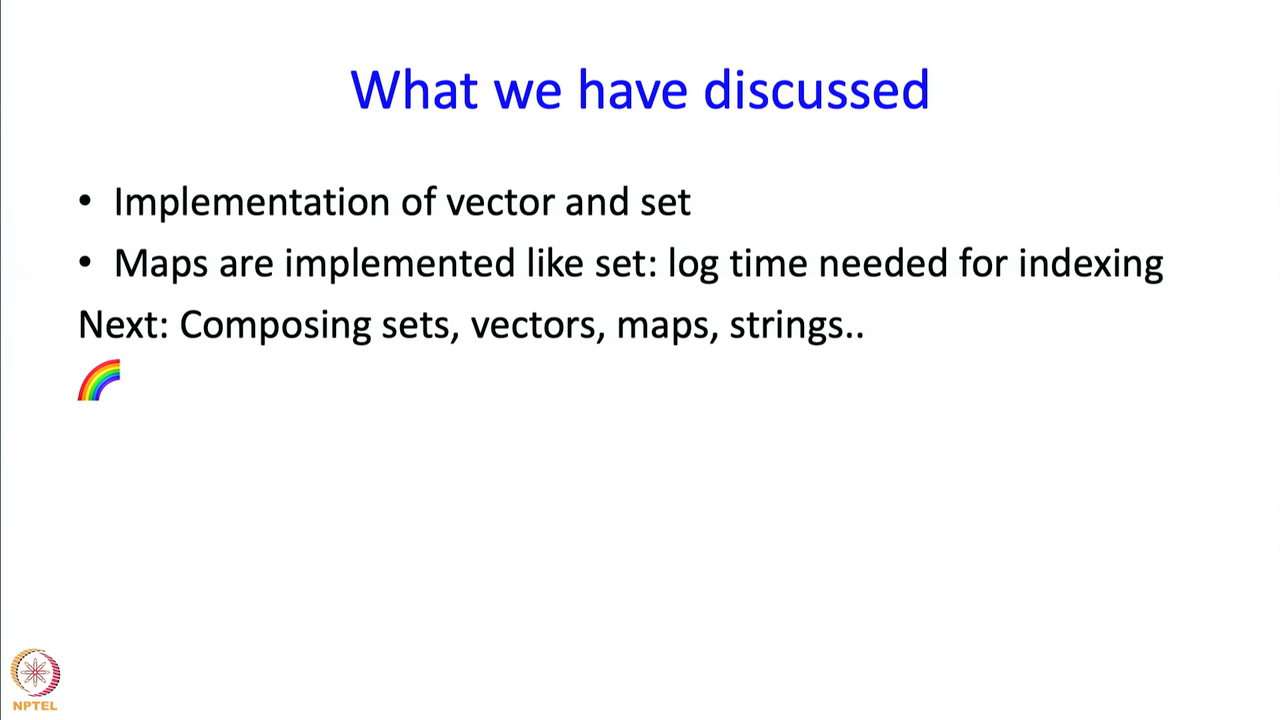 What we have discussed
• Implementation of vector and set
• Maps are implemented like set: log time needed for indexing
Next: Composing sets, vectors, maps, strings..
NPTEL